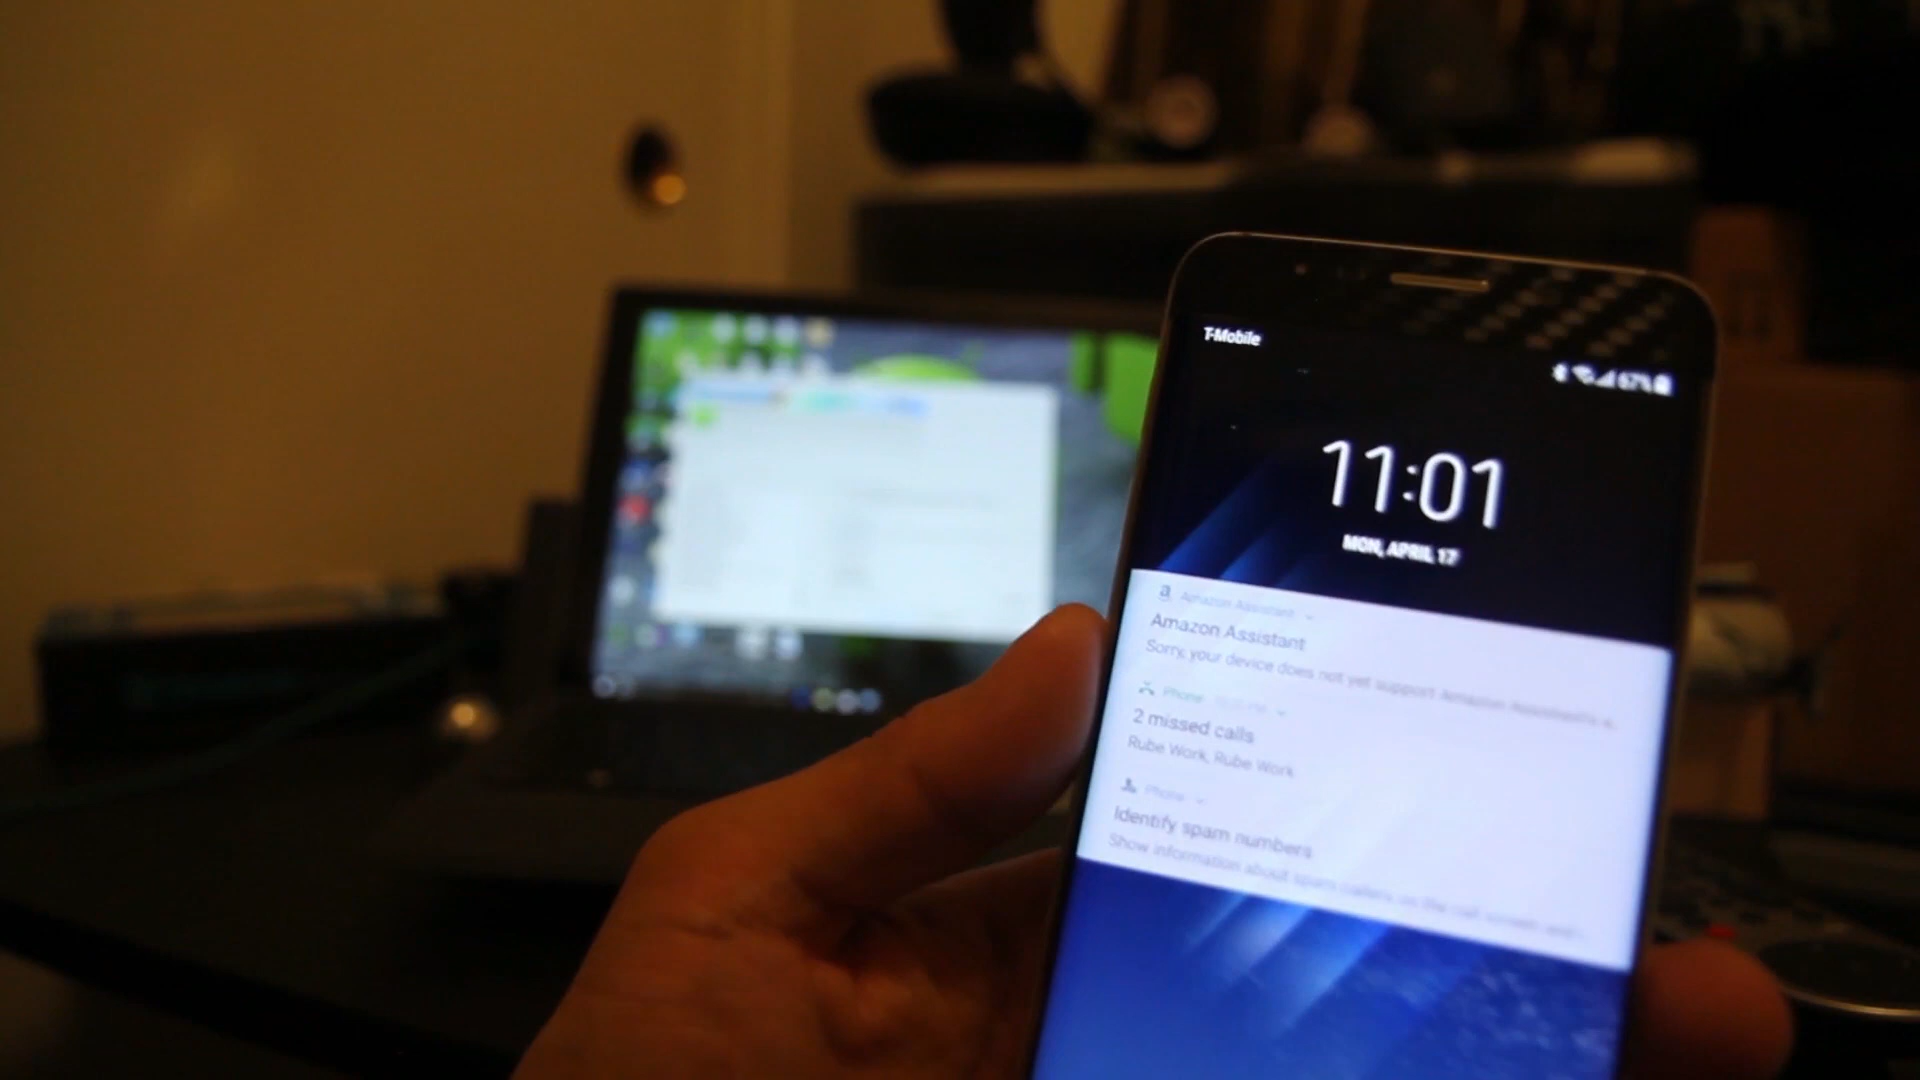 T-Mobile
67%
11:01
MON, APRIL 17
Amazon Assistant
Amazon Assistant
Sorry, your device does not yet support Amazon Assistant's
Phone
2 missed calls
Rube Work, Rube Work
Phone
Identify spam numbers
Show information about spam callers on the call screen and